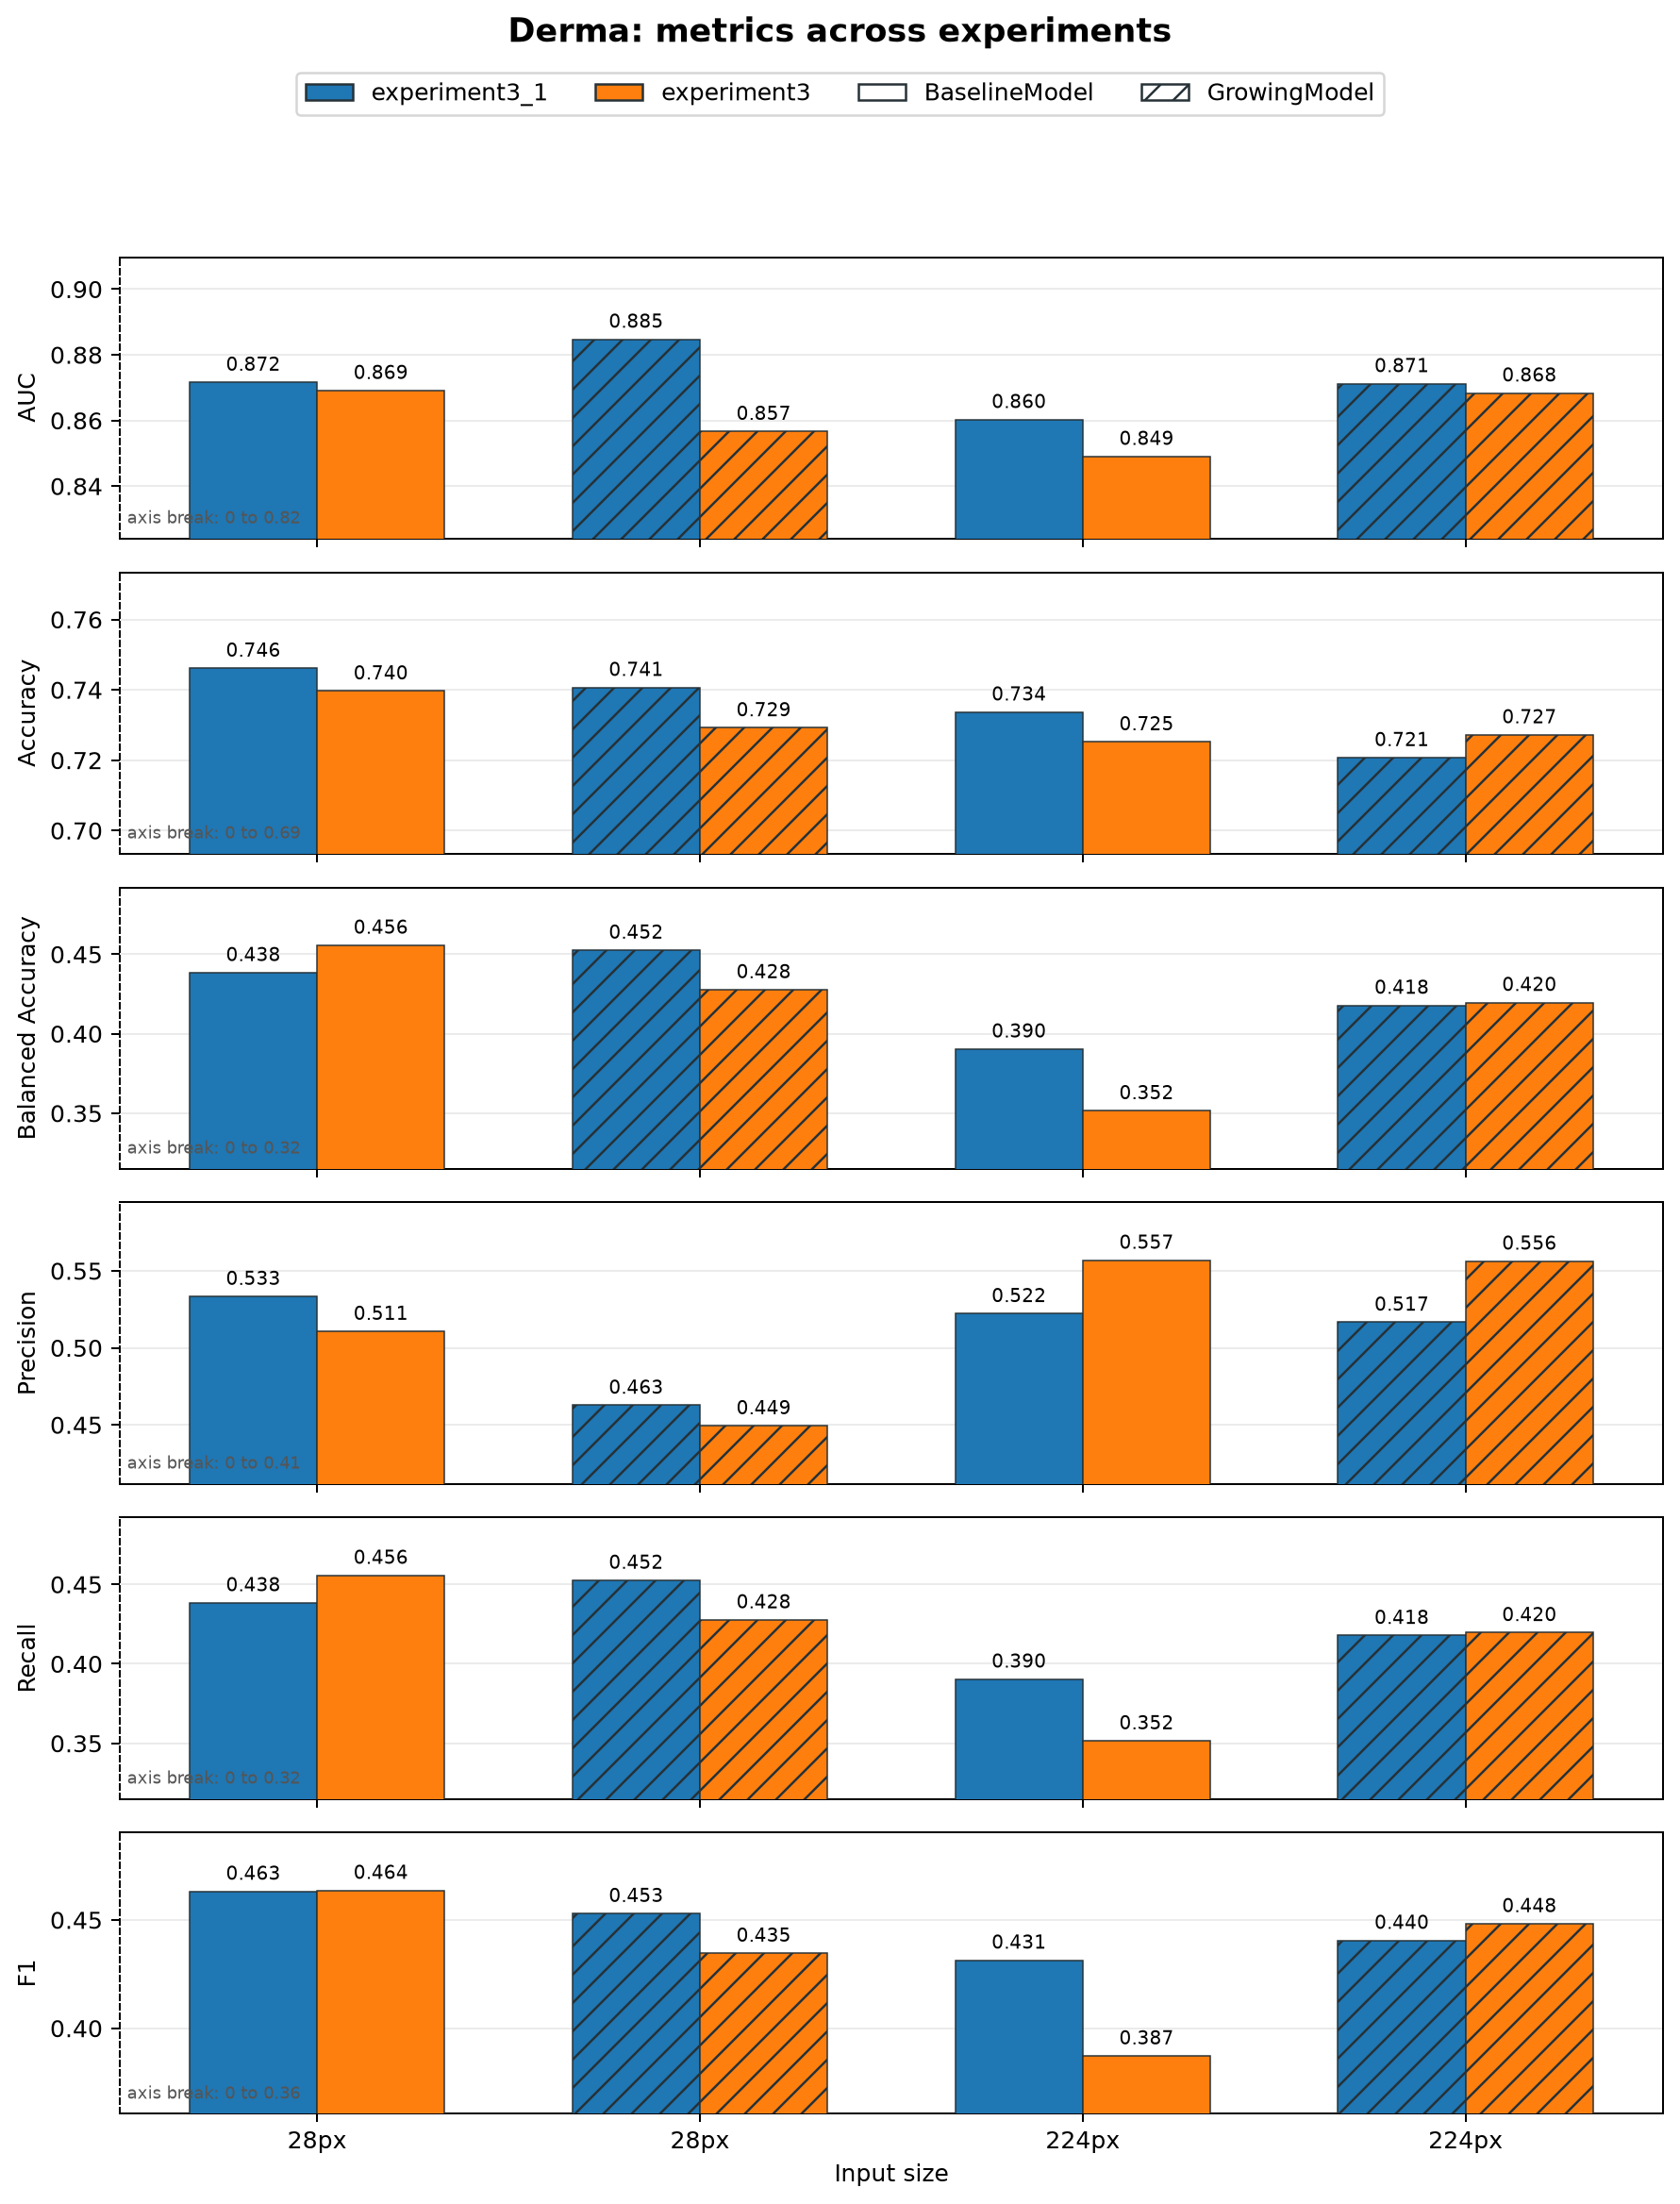 Derma: metrics across experiments
experiment3_1 experiment3 BaselineModel GrowingModel
AUC
0.90
0.88
0.86
0.84
0.872 0.869 0.885 0.857 0.860 0.849 0.871 0.868
axis break: 0 to 0.82
Accuracy
0.76
0.74
0.72
0.70
0.746 0.740 0.741 0.729 0.734 0.725 0.721 0.727
axis break: 0 to 0.69
Balanced Accuracy
0.45
0.40
0.35
0.438 0.456 0.452 0.428 0.390 0.352 0.418 0.420
axis break: 0 to 0.32
Precision
0.55
0.50
0.45
0.533 0.511 0.463 0.449 0.522 0.557 0.517 0.556
axis break: 0 to 0.41
Recall
0.45
0.40
0.35
0.438 0.456 0.452 0.428 0.390 0.352 0.418 0.420
axis break: 0 to 0.32
F1
0.45
0.40
0.463 0.464 0.453 0.435 0.431 0.387 0.440 0.448
axis break: 0 to 0.36
28px 28px 224px 224px
Input size